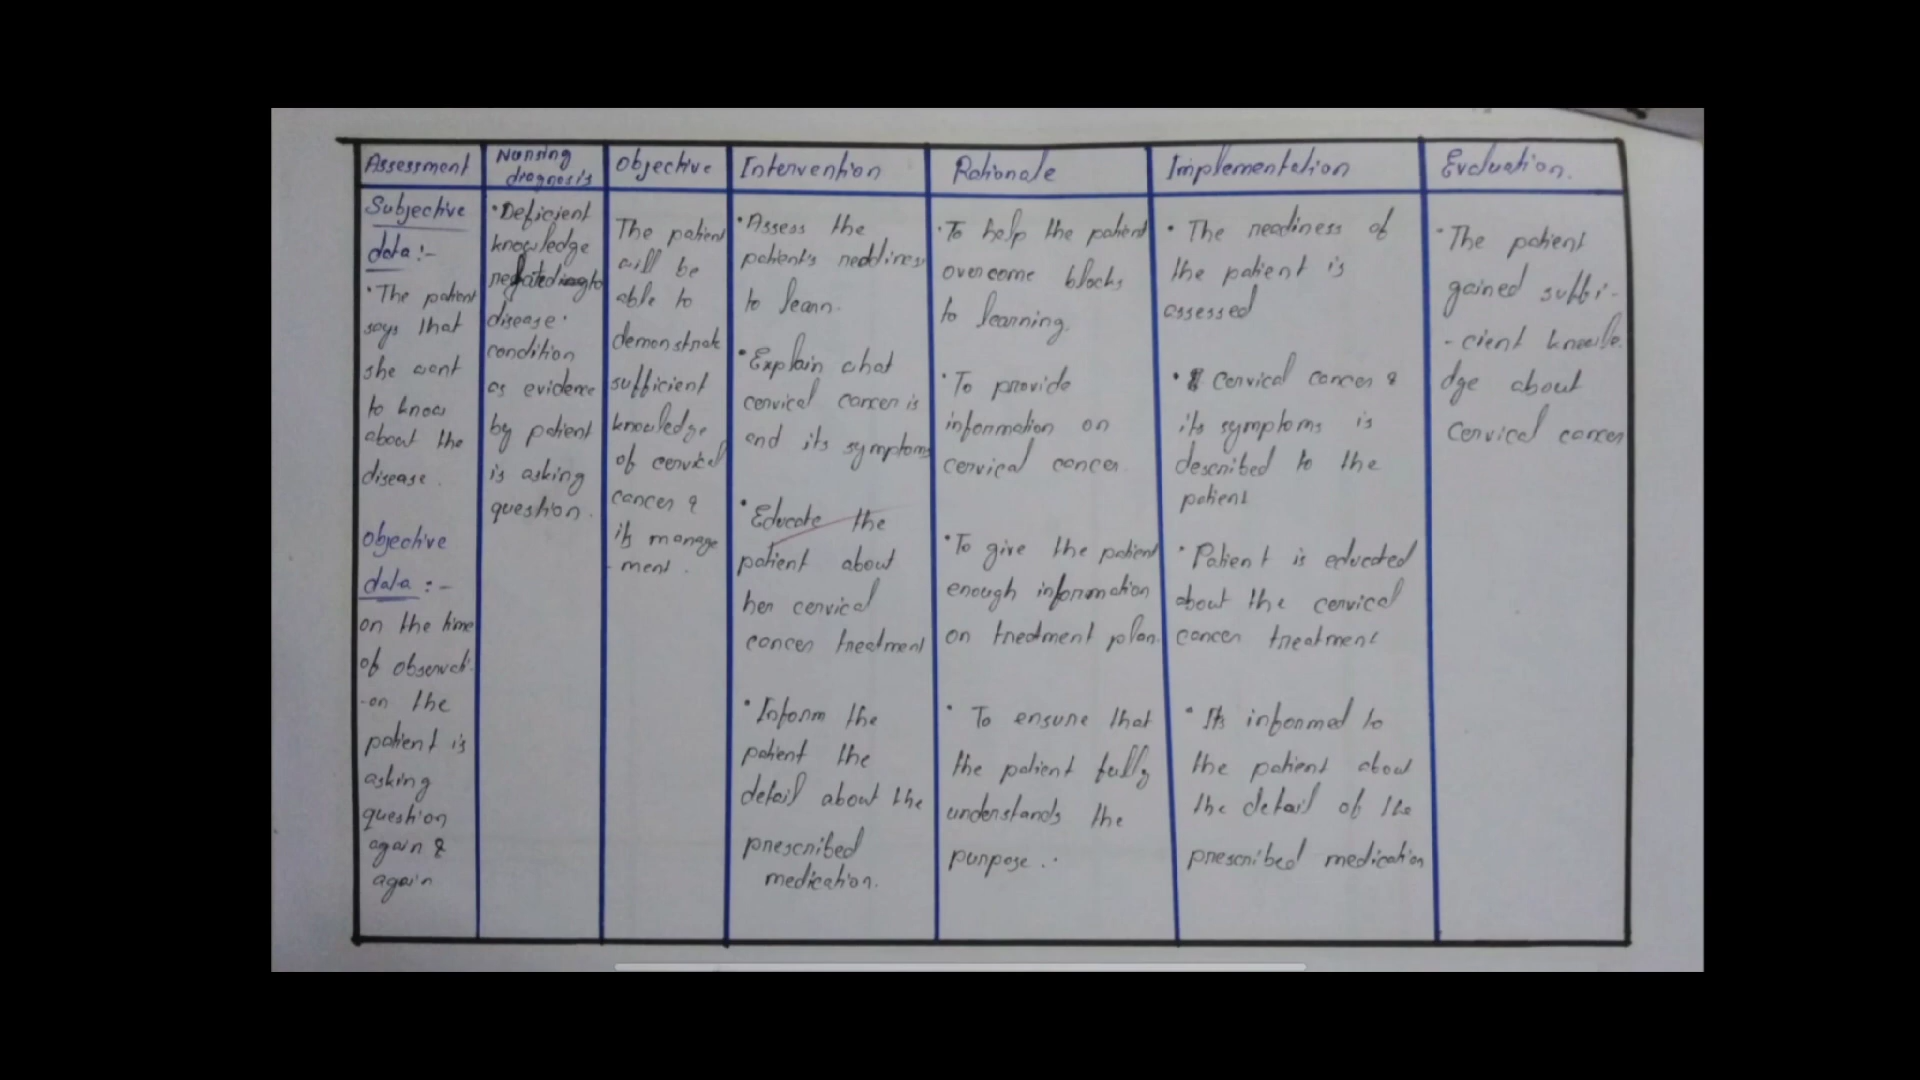 Assessment
Nursing
diagnosis
Objective
Intervention
Rationale
Implementation
Evaluation.
Subjective
data :-
• The patient
says that
she want
to know
about the
disease.
Objective
data :-
on the time
of observati-
-on the
patient is
asking
question
again &
again
• Deficient
knowledge
related to
disease.
condition
as evidence
by patient
is asking
question.
The patient
will be
able to
demonstrate
sufficient
knowledge
of cervical
cancer &
its manage
-ment.
• Assess the
patient's reddiness
to learn.
• Explain what
cervical cancer is
and its symptoms
• Educate the
patient about
her cervical
cancer treatment
• Inform the
patient the
detail about the
prescribed
medication.
• To help the patient
overcome blocks
to learning.
• To provide
information on
cervical cancer.
• To give the patient
enough information
on treatment plan.
• To ensure that
the patient fully
understands the
purpose..
• The readiness of
the patient is
assessed
• Cervical cancer &
its symptoms is
described to the
patient
• Patient is educated
about the cervical
cancer treatment
• Its informed to
the patient about
the detail of the
prescribed medication
• The patient
gained suffi-
-cient knowle.
dge about
cervical cancer